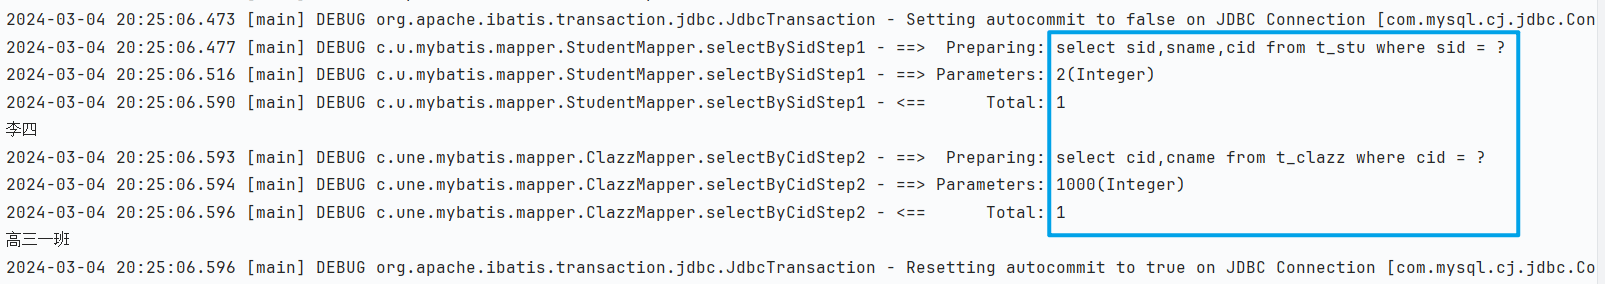 2024-03-04 20:25:06.473 [main] DEBUG org.apache.ibatis.transaction.jdbc.JdbcTransaction - Setting autocommit to false on JDBC Connection [com.mysql.cj.jdbc.Con
2024-03-04 20:25:06.477 [main] DEBUG c.u.mybatis.mapper.StudentMapper.selectBySidStep1 - ==>  Preparing: select sid,sname,cid from t_stu where sid = ?
2024-03-04 20:25:06.516 [main] DEBUG c.u.mybatis.mapper.StudentMapper.selectBySidStep1 - ==> Parameters: 2(Integer)
2024-03-04 20:25:06.590 [main] DEBUG c.u.mybatis.mapper.StudentMapper.selectBySidStep1 - <==      Total: 1
李四
2024-03-04 20:25:06.593 [main] DEBUG c.une.mybatis.mapper.ClazzMapper.selectByCidStep2 - ==>  Preparing: select cid,cname from t_clazz where cid = ?
2024-03-04 20:25:06.594 [main] DEBUG c.une.mybatis.mapper.ClazzMapper.selectByCidStep2 - ==> Parameters: 1000(Integer)
2024-03-04 20:25:06.596 [main] DEBUG c.une.mybatis.mapper.ClazzMapper.selectByCidStep2 - <==      Total: 1
高三一班
2024-03-04 20:25:06.596 [main] DEBUG org.apache.ibatis.transaction.jdbc.JdbcTransaction - Resetting autocommit to true on JDBC Connection [com.mysql.cj.jdbc.Co